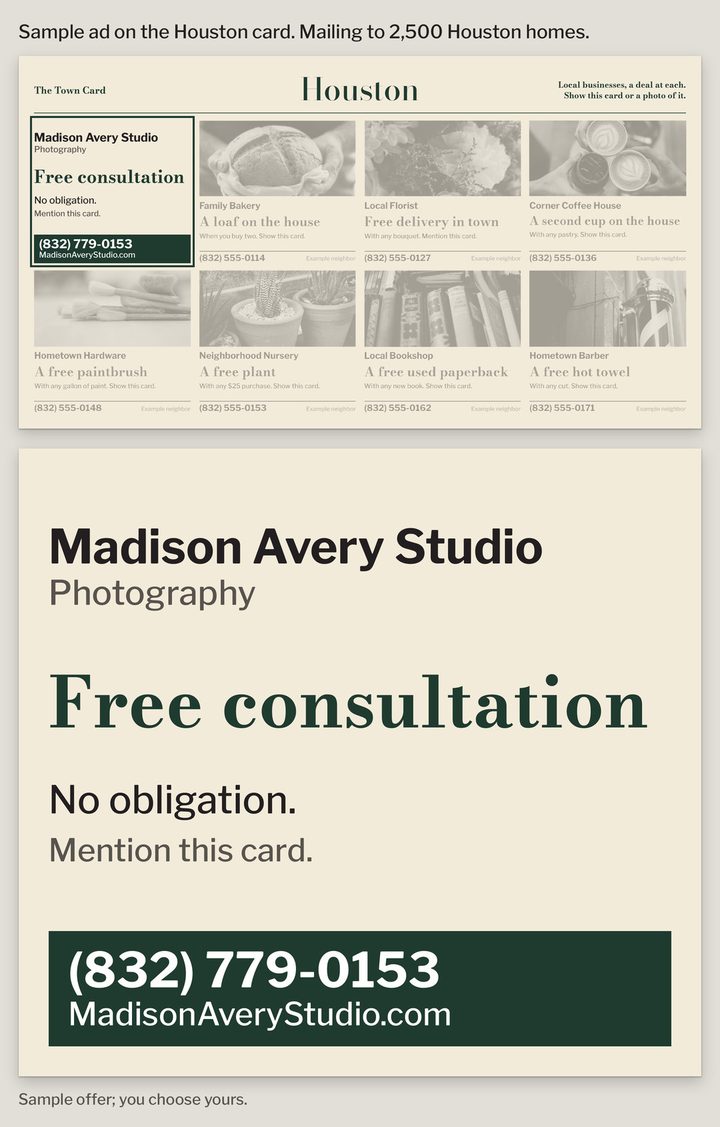 Sample ad on the Houston card. Mailing to 2,500 Houston homes.
The Town Card
Houston
Local businesses, a deal at each.
Show this card or a photo of it.
Madison Avery Studio
Photography
Free consultation
No obligation.
Mention this card.
(832) 779-0153
MadisonAveryStudio.com
Family Bakery
A loaf on the house
When you buy two. Show this card.
(832) 555-0114 Example neighbor
Local Florist
Free delivery in town
With any bouquet. Mention this card.
(832) 555-0127 Example neighbor
Corner Coffee House
A second cup on the house
With any pastry. Show this card.
(832) 555-0136 Example neighbor
Hometown Hardware
A free paintbrush
With any gallon of paint. Show this card.
(832) 555-0148 Example neighbor
Neighborhood Nursery
A free plant
With any $25 purchase. Show this card.
(832) 555-0153 Example neighbor
Local Bookshop
A free used paperback
With any new book. Show this card.
(832) 555-0162 Example neighbor
Hometown Barber
A free hot towel
With any cut. Show this card.
(832) 555-0171 Example neighbor
Madison Avery Studio
Photography
Free consultation
No obligation.
Mention this card.
(832) 779-0153
MadisonAveryStudio.com
Sample offer; you choose yours.